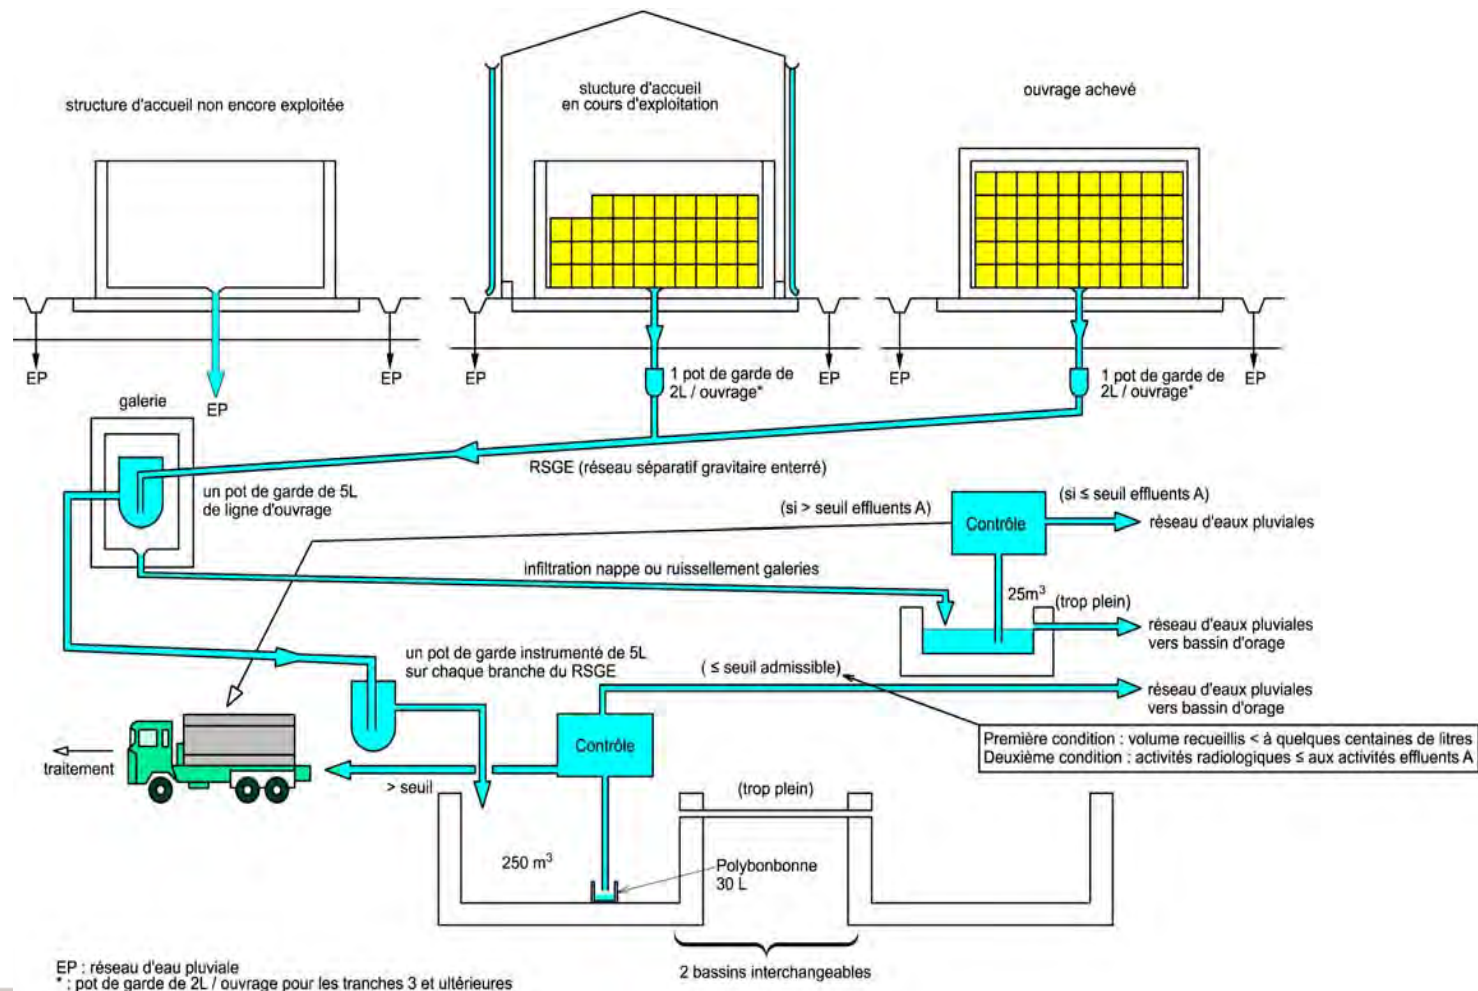 structure d'accueil non encore exploitée
stucture d'accueil
en cours d'exploitation
ouvrage achevé
EP
EP
EP
EP
EP
EP
EP
1 pot de garde de
2L / ouvrage*
1 pot de garde de
2L / ouvrage*
galerie
RSGE (réseau séparatif gravitaire enterré)
un pot de garde de 5L
de ligne d'ouvrage
(si > seuil effluents A)
Contrôle
(si ≤ seuil effluents A)
réseau d'eaux pluviales
infiltration nappe ou ruissellement galeries
25m³
(trop plein)
réseau d'eaux pluviales
vers bassin d'orage
un pot de garde instrumenté de 5L
sur chaque branche du RSGE
( ≤ seuil admissible)
réseau d'eaux pluviales
vers bassin d'orage
Première condition : volume recueillis < à quelques centaines de litres
Deuxième condition : activités radiologiques ≤ aux activités effluents A
Contrôle
traitement
> seuil
(trop plein)
250 m³
Polybonbonne
30 L
2 bassins interchangeables
EP : réseau d'eau pluviale
* : pot de garde de 2L / ouvrage pour les tranches 3 et ultérieures